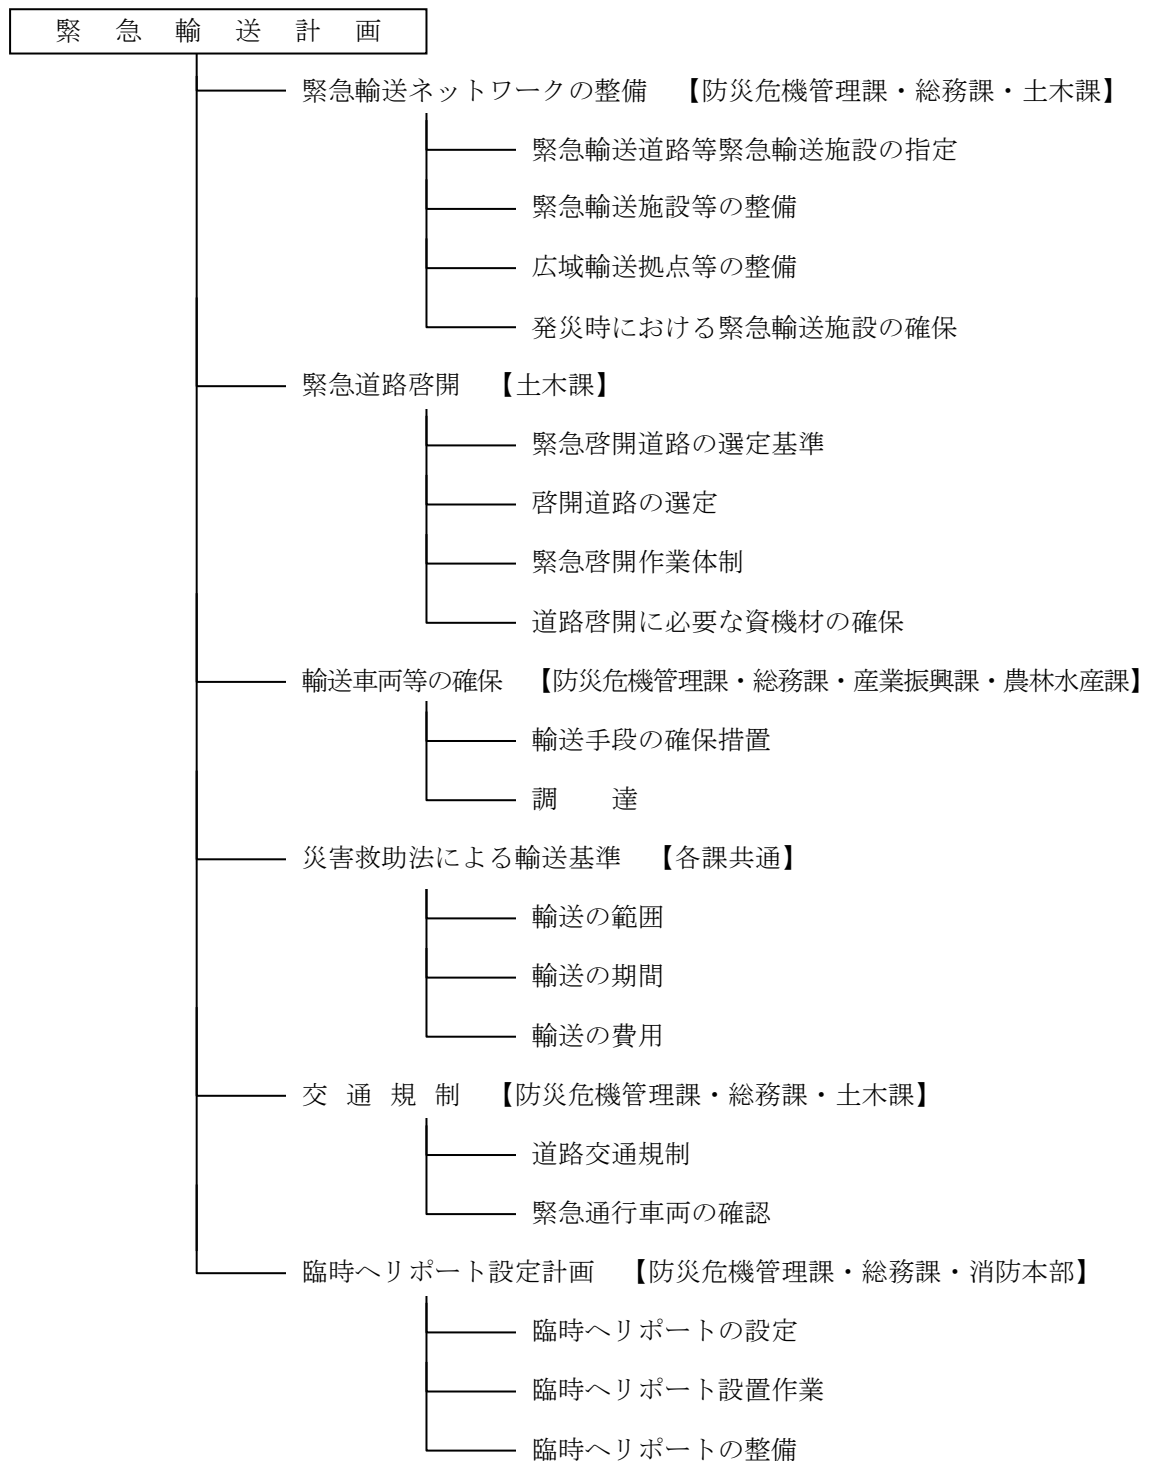 緊　急　輸　送　計　画
緊急輸送ネットワークの整備　【防災危機管理課・総務課・土木課】
緊急輸送道路等緊急輸送施設の指定
緊急輸送施設等の整備
広域輸送拠点等の整備
発災時における緊急輸送施設の確保
緊急道路啓開　【土木課】
緊急啓開道路の選定基準
啓開道路の選定
緊急啓開作業体制
道路啓開に必要な資機材の確保
輸送車両等の確保　【防災危機管理課・総務課・産業振興課・農林水産課】
輸送手段の確保措置
調　　達
災害救助法による輸送基準　【各課共通】
輸送の範囲
輸送の期間
輸送の費用
交　通　規　制　【防災危機管理課・総務課・土木課】
道路交通規制
緊急通行車両の確認
臨時ヘリポート設定計画　【防災危機管理課・総務課・消防本部】
臨時ヘリポートの設定
臨時ヘリポート設置作業
臨時ヘリポートの整備